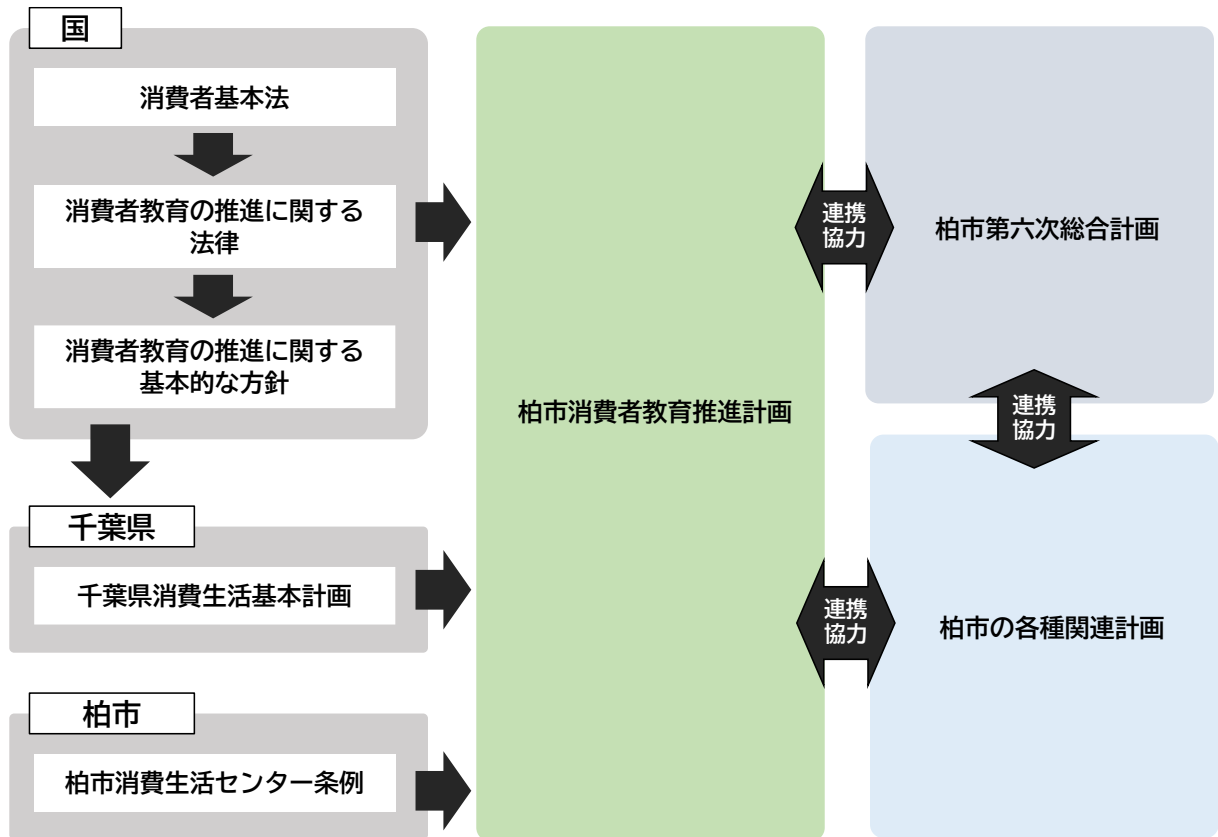 国
消費者基本法
消費者教育の推進に関する
法律
消費者教育の推進に関する
基本的な方針
千葉県
千葉県消費生活基本計画
柏市
柏市消費生活センター条例
柏市消費者教育推進計画
連携
協力
柏市第六次総合計画
連携
協力
連携
協力
柏市の各種関連計画